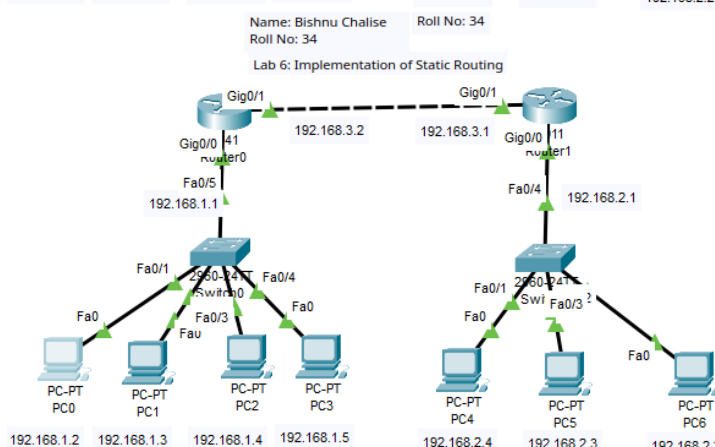 Name: Bishnu Chalise
Roll No: 34
Roll No: 34
Lab 6: Implementation of Static Routing
Gig0/1
Gig0/1
192.168.3.2
192.168.3.1
Gig0/0
41
Router0
Gig0/0
11
Router1
Fa0/5
192.168.1.1
Fa0/4
192.168.2.1
Fa0/1
2960-24TT
Switch0
Fa0/4
Fa0/1
Fa0/3
Fa0
Fa0/3
Fa0
Fa0
Fa0
PC-PT
PC0
PC-PT
PC1
PC-PT
PC2
PC-PT
PC3
PC-PT
PC4
PC-PT
PC5
PC-PT
PC6
192.168.1.2
192.168.1.3
192.168.1.4
192.168.1.5
192.168.2.4
192.168.2.3